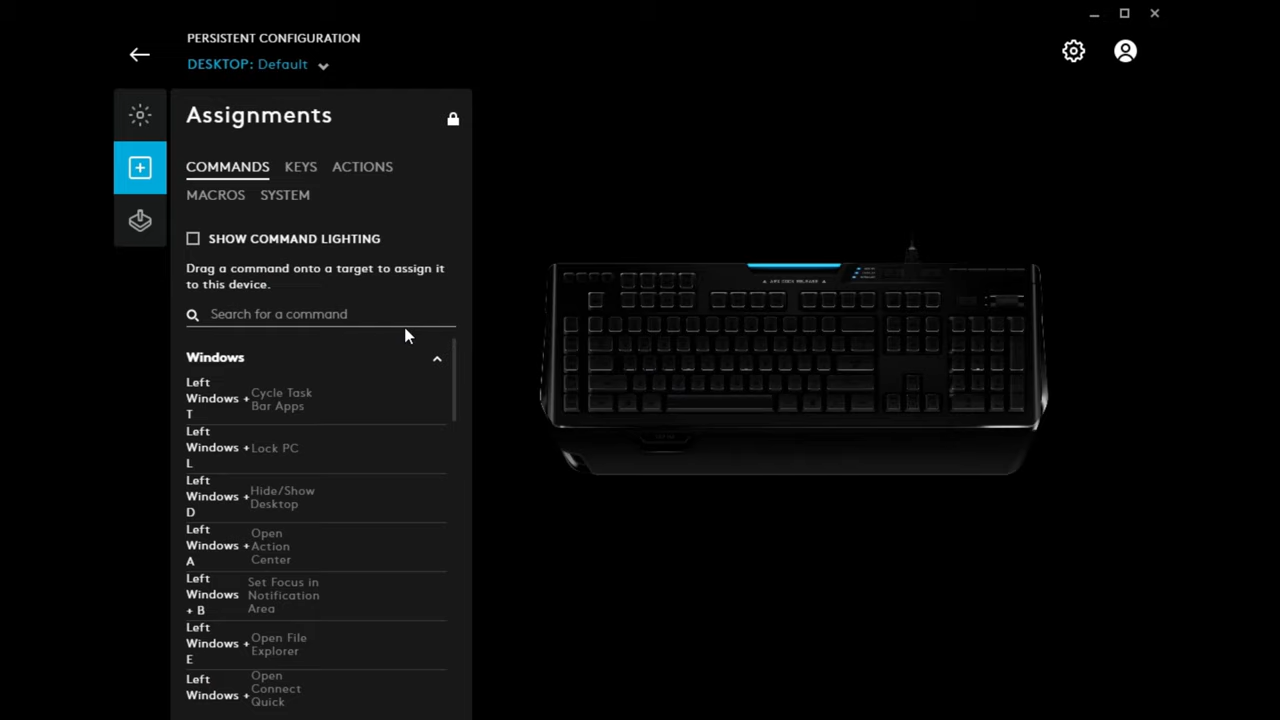 PERSISTENT CONFIGURATION
DESKTOP: Default
Assignments
COMMANDS KEYS ACTIONS
MACROS SYSTEM
SHOW COMMAND LIGHTING
Drag a command onto a target to assign it
to this device.
Search for a command
Windows
Left
Windows +
T
Cycle Task
Bar Apps
Left
Windows +
L
Lock PC
Left
Windows +
D
Hide/Show
Desktop
Left
Windows +
A
Open
Action
Center
Left
Windows
+ B
Set Focus in
Notification
Area
Left
Windows +
E
Open File
Explorer
Left
Windows +
Open
Connect
Quick